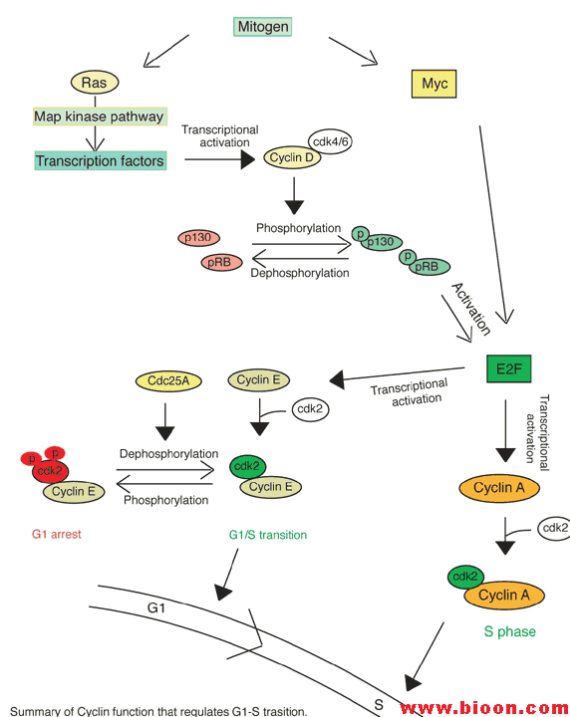 Mitogen
Ras
Myc
Map kinase pathway
Transcription factors
Transcriptional
activation
cdk4/6
Cyclin D
p130
pRB
Phosphorylation
Dephosphorylation
p
p130
p
pRB
Activation
E2F
Transcriptional
activation
Transcriptional
activation
Cdc25A
Cyclin E
cdk2
p
p
cdk2
Cyclin E
Dephosphorylation
Phosphorylation
cdk2
Cyclin E
Cyclin A
cdk2
G1 arrest
G1/S transition
cdk2
Cyclin A
S phase
G1
S
Summary of Cyclin function that regulates G1-S trasition.
www.bioon.com